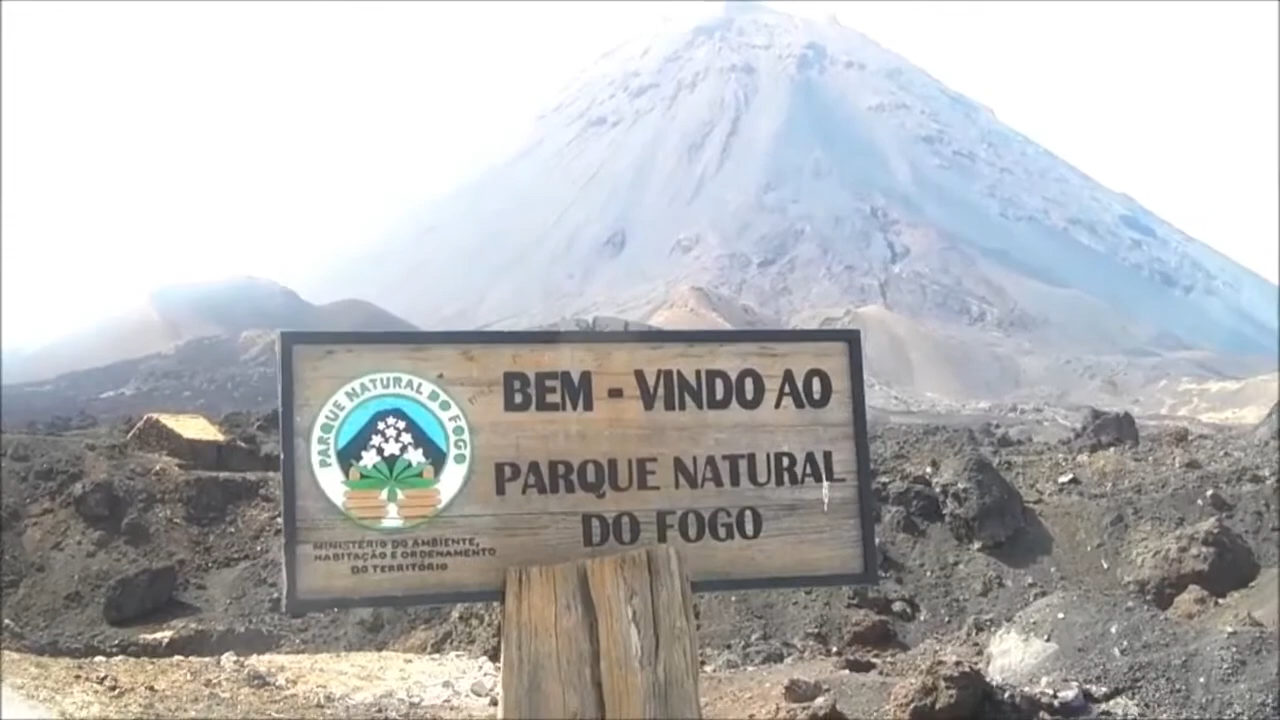 PARQUE NATURAL DO FOGO
BEM - VINDO AO
PARQUE NATURAL
DO FOGO
MINISTÉRIO DO AMBIENTE,
HABITAÇÃO E ORDENAMENTO
DO TERRITÓRIO